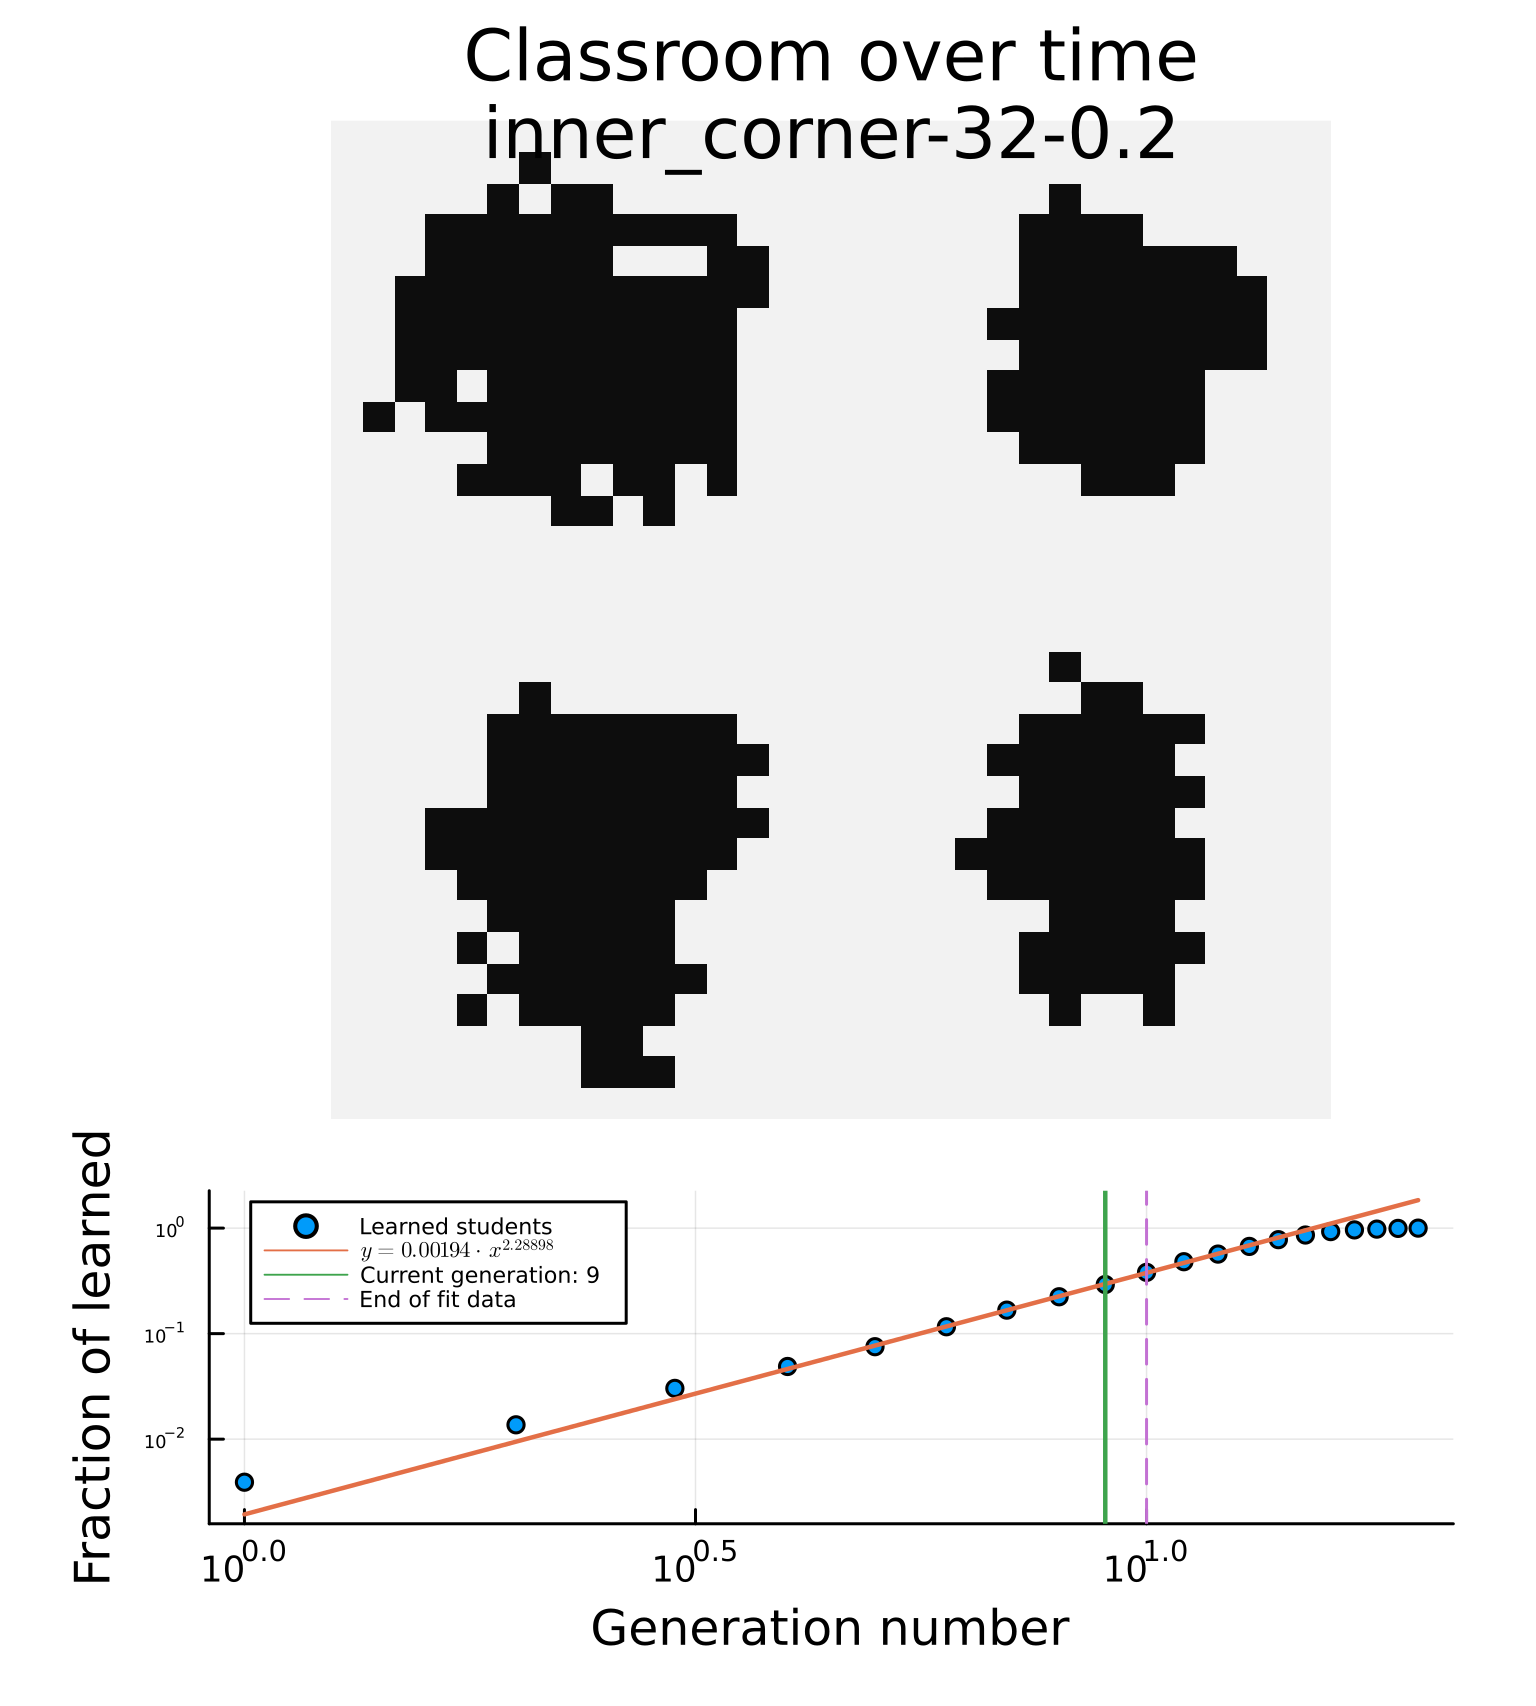 Classroom over time
inner_corner-32-0.2
Fraction of learned
10^0
10^-1
10^-2
Learned students
y = 0.00194 · x^2.28898
Current generation: 9
End of fit data
10^0.0
10^0.5
10^1.0
Generation number